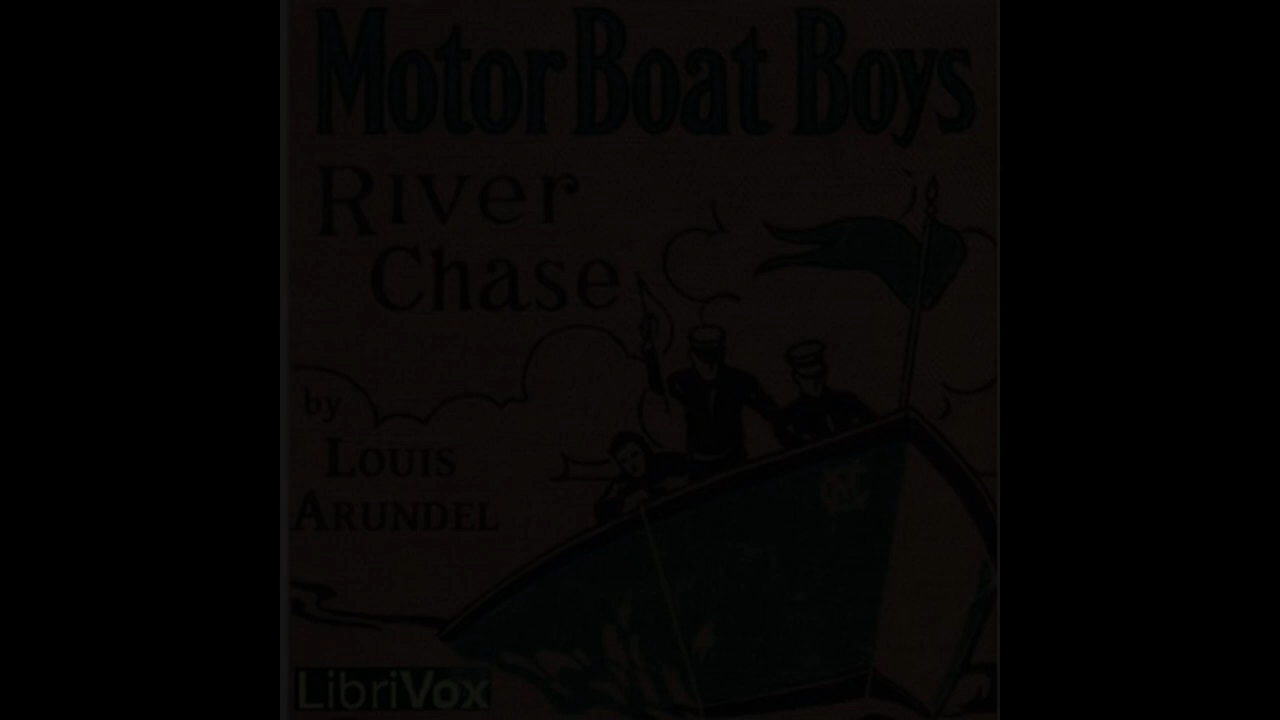 Motor Boat Boys
River
Chase
by
Louis
Arundel
LibriVox